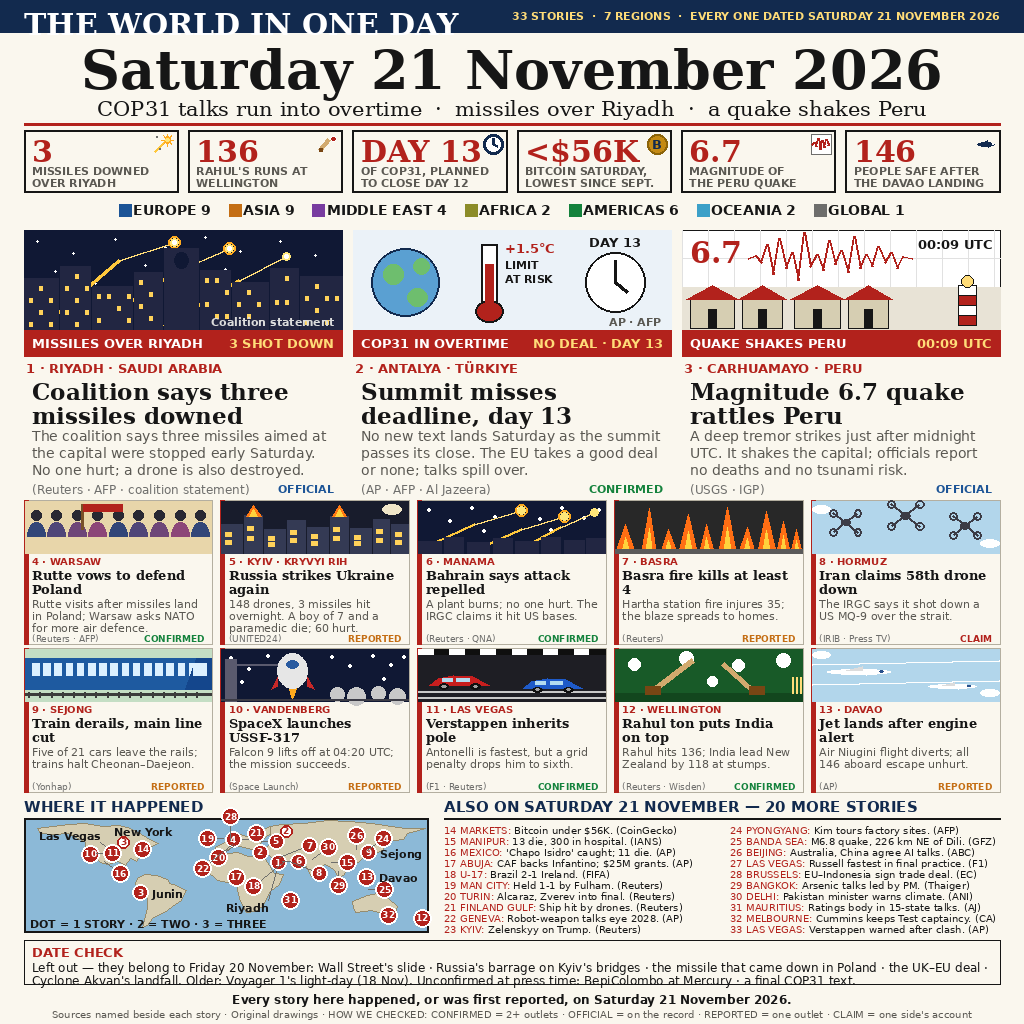 THE WORLD IN ONE DAY
33 STORIES · 7 REGIONS · EVERY ONE DATED SATURDAY 21 NOVEMBER 2026
Saturday 21 November 2026
COP31 talks run into overtime · missiles over Riyadh · a quake shakes Peru
3
MISSILES DOWNED
OVER RIYADH
136
RAHUL'S RUNS AT
WELLINGTON
DAY 13
OF COP31, PLANNED
TO CLOSE DAY 12
<$56K
B
BITCOIN SATURDAY,
LOWEST SINCE SEPT.
6.7
MAGNITUDE OF
THE PERU QUAKE
146
PEOPLE SAFE AFTER
THE DAVAO LANDING
EUROPE 9
ASIA 9
MIDDLE EAST 4
AFRICA 2
AMERICAS 6
OCEANIA 2
GLOBAL 1
Coalition statement
MISSILES OVER RIYADH 3 SHOT DOWN
+1.5°C
LIMIT
AT RISK
DAY 13
AP · AFP
COP31 IN OVERTIME NO DEAL · DAY 13
6.7
00:09 UTC
QUAKE SHAKES PERU 00:09 UTC
1 · RIYADH · SAUDI ARABIA
Coalition says three
missiles downed
The coalition says three missiles aimed at
the capital were stopped early Saturday.
No one hurt; a drone is also destroyed.
(Reuters · AFP · coalition statement) OFFICIAL
2 · ANTALYA · TÜRKIYE
Summit misses
deadline, day 13
No new text lands Saturday as the summit
passes its close. The EU takes a good deal
or none; talks spill over.
(AP · AFP · Al Jazeera) CONFIRMED
3 · CARHUAMAYO · PERU
Magnitude 6.7 quake
rattles Peru
A deep tremor strikes just after midnight
UTC. It shakes the capital; officials report
no deaths and no tsunami risk.
(USGS · IGP) OFFICIAL
4 · WARSAW
Rutte vows to defend
Poland
Rutte visits after missiles land
in Poland; Warsaw asks NATO
for more air defence.
(Reuters · AFP) CONFIRMED
5 · KYIV · KRYVYI RIH
Russia strikes Ukraine
again
148 drones, 3 missiles hit
overnight. A boy of 7 and a
paramedic die; 60 hurt.
(UNITED24) REPORTED
6 · MANAMA
Bahrain says attack
repelled
A plant burns; no one hurt. The
IRGC claims it hit US bases.
(Reuters · QNA) CONFIRMED
7 · BASRA
Basra fire kills at least
4
Hartha station fire injures 35;
the blaze spreads to homes.
(Reuters) REPORTED
8 · HORMUZ
Iran claims 58th drone
down
The IRGC says it shot down a
US MQ-9 over the strait.
(IRIB · Press TV) CLAIM
9 · SEJONG
Train derails, main line
cut
Five of 21 cars leave the rails;
trains halt Cheonan–Daejeon.
(Yonhap) REPORTED
10 · VANDENBERG
SpaceX launches
USSF-317
Falcon 9 lifts off at 04:20 UTC;
the mission succeeds.
(Space Launch) REPORTED
11 · LAS VEGAS
Verstappen inherits
pole
Antonelli is fastest, but a grid
penalty drops him to sixth.
(F1 · Reuters) CONFIRMED
12 · WELLINGTON
Rahul ton puts India
on top
Rahul hits 136; India lead New
Zealand by 118 at stumps.
(Reuters · Wisden) CONFIRMED
13 · DAVAO
Jet lands after engine
alert
Air Niugini flight diverts; all
146 aboard escape unhurt.
(AP) REPORTED
WHERE IT HAPPENED
28
Las Vegas New York
3 10 11 14 16
19 4 21 5 2 26 24
20 2 7 30 9 Sejong
22 1 6 15
17 18 8 13 Davao
3 Junin 29 25
Riyadh 31 32 12
DOT = 1 STORY · 2 = TWO · 3 = THREE
ALSO ON SATURDAY 21 NOVEMBER — 20 MORE STORIES
14 MARKETS: Bitcoin under $56K. (CoinGecko)
15 MANIPUR: 13 die, 300 in hospital. (IANS)
16 MEXICO: 'Chapo Isidro' caught; 11 die. (AP)
17 ABUJA: CAF backs Infantino; $25M grants. (AP)
18 U-17: Brazil 2-1 Ireland. (FIFA)
19 MAN CITY: Held 1-1 by Fulham. (Reuters)
20 TURIN: Alcaraz, Zverev into final. (Reuters)
21 FINLAND GULF: Ship hit by drones. (Reuters)
22 GENEVA: Robot-weapon talks eye 2028. (AP)
23 KYIV: Zelenskyy on Trump. (Reuters)
24 PYONGYANG: Kim tours factory sites. (AFP)
25 BANDA SEA: M6.8 quake, 226 km NE of Dili. (GFZ)
26 BEIJING: Australia, China agree AI talks. (ABC)
27 LAS VEGAS: Russell fastest in final practice. (F1)
28 BRUSSELS: EU–Indonesia sign trade deal. (EC)
29 BANGKOK: Arsenic talks led by PM. (Thaiger)
30 DELHI: Pakistan minister warns climate. (ANI)
31 MAURITIUS: Ratings body in 15-state talks. (AJ)
32 MELBOURNE: Cummins keeps Test captaincy. (CA)
33 LAS VEGAS: Verstappen warned after clash. (AP)
DATE CHECK
Left out — they belong to Friday 20 November: Wall Street's slide · Russia's barrage on Kyiv's bridges · the missile that came down in Poland · the UK–EU deal ·
Cyclone Akvan's landfall. Older: Voyager 1's light-day (18 Nov). Unconfirmed at press time: BepiColombo at Mercury · a final COP31 text.
Every story here happened, or was first reported, on Saturday 21 November 2026.
Sources named beside each story · Original drawings · HOW WE CHECKED: CONFIRMED = 2+ outlets · OFFICIAL = on the record · REPORTED = one outlet · CLAIM = one side's account